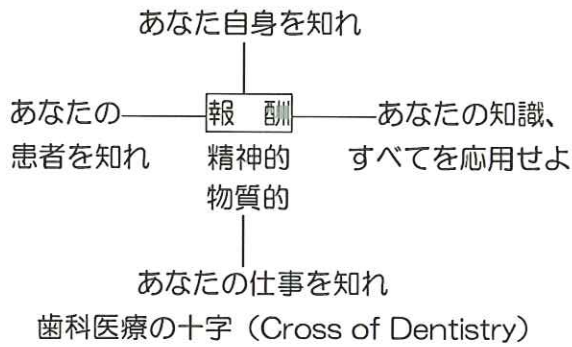 あなた自身を知れ
あなたの 報 酬 あなたの知識、
患者を知れ 精神的 すべてを応用せよ
物質的
あなたの仕事を知れ
歯科医療の十字（Cross of Dentistry）